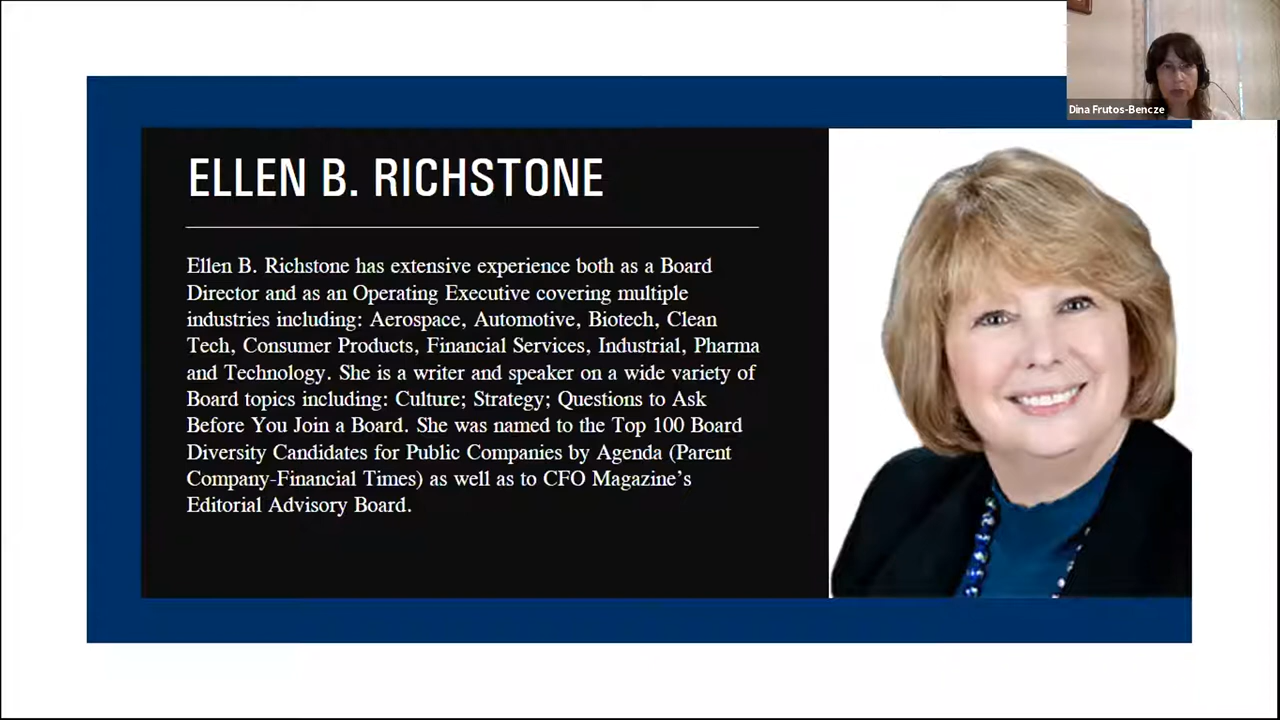 Dina Frutos-Bencze
ELLEN B. RICHSTONE
Ellen B. Richstone has extensive experience both as a Board
Director and as an Operating Executive covering multiple
industries including: Aerospace, Automotive, Biotech, Clean
Tech, Consumer Products, Financial Services, Industrial, Pharma
and Technology. She is a writer and speaker on a wide variety of
Board topics including: Culture; Strategy; Questions to Ask
Before You Join a Board. She was named to the Top 100 Board
Diversity Candidates for Public Companies by Agenda (Parent
Company-Financial Times) as well as to CFO Magazine’s
Editorial Advisory Board.